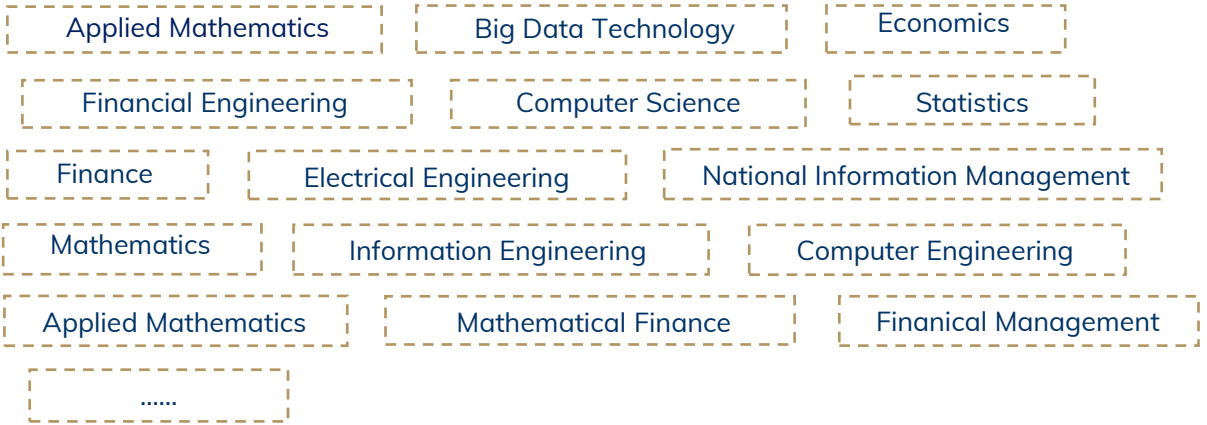 Applied Mathematics
Big Data Technology
Economics
Financial Engineering
Computer Science
Statistics
Finance
Electrical Engineering
National Information Management
Mathematics
Information Engineering
Computer Engineering
Applied Mathematics
Mathematical Finance
Finanical Management
......